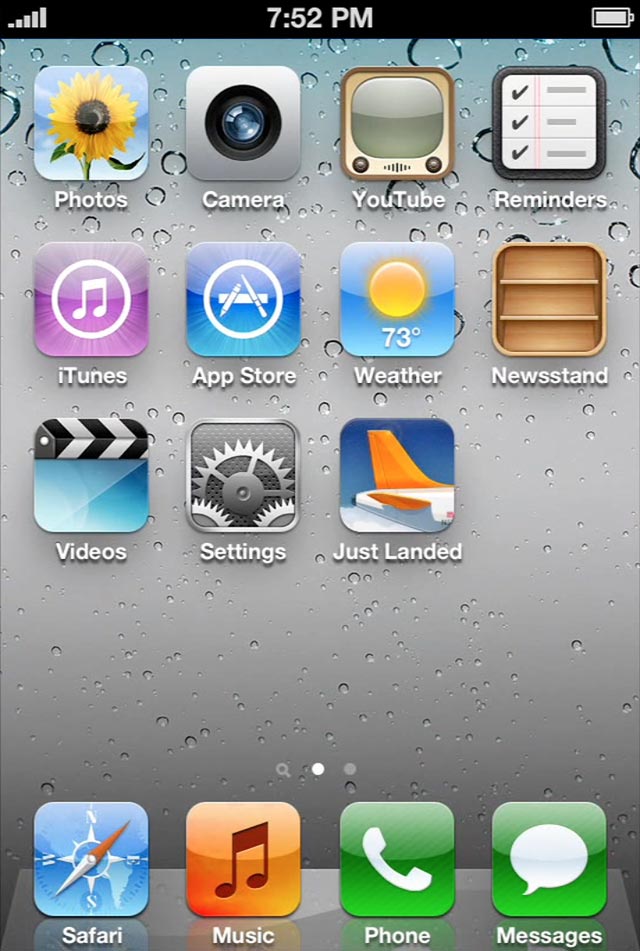 7:52 PM
Photos Camera YouTube Reminders
73°
iTunes App Store Weather Newsstand
Videos Settings Just Landed
N
W E
S
Safari Music Phone Messages